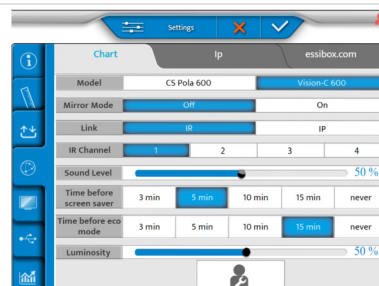 Settings
Chart Ip essibox.com
Model CS Pola 600 Vision-C 600
Mirror Mode Off On
Link IR IP
IR Channel 1 2 3 4
Sound Level 50 %
Time before screen saver 3 min 5 min 10 min 15 min never
Time before eco mode 3 min 5 min 10 min 15 min never
Luminosity 50 %